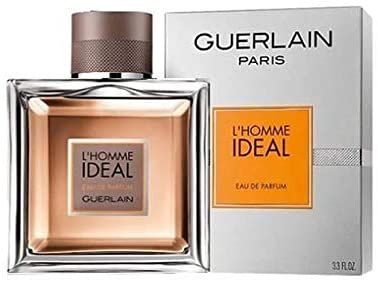 L'HOMME
IDEAL
EAU DE PARFUM
GUERLAIN
GUERLAIN
PARIS
L'HOMME
IDEAL
EAU DE PARFUM
3.3 FL.OZ.